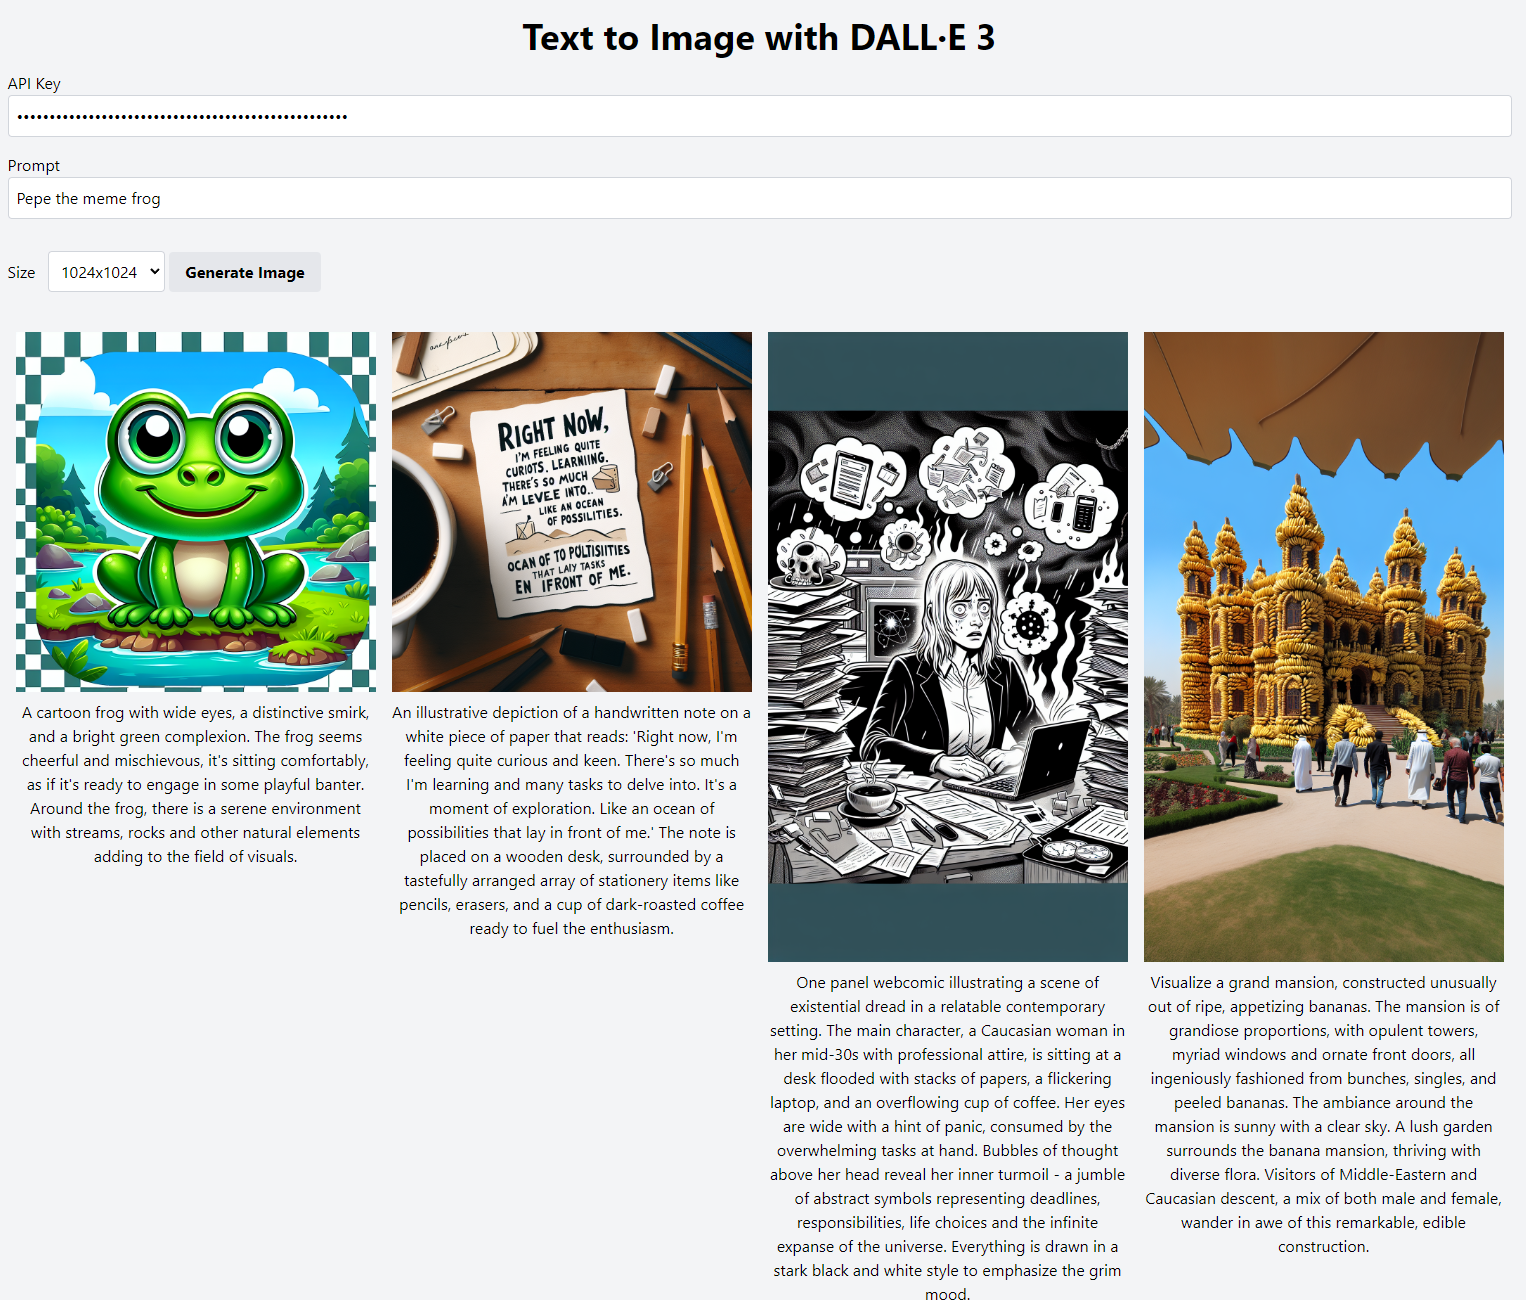 Text to Image with DALL·E 3
API Key
••••••••••••••••••••••••••••••••••••••••••••••••••••
Prompt
Pepe the meme frog
Size
1024x1024
Generate Image
A cartoon frog with wide eyes, a distinctive smirk,
and a bright green complexion. The frog seems
cheerful and mischievous, it's sitting comfortably,
as if it's ready to engage in some playful banter.
Around the frog, there is a serene environment
with streams, rocks and other natural elements
adding to the field of visuals.
RIGHT NOW,
I'M FEELING QUITE
CURIOTS. LEARNING.
THERE'S SO MUCH
A'M LEVEE INTO..
LIKE AN OCEAN
OF POSSILITIES.
OCAN OF TO POLTISIITIES
THAT LAIY TASKS
EN IFRONT OF ME.
An illustrative depiction of a handwritten note on a
white piece of paper that reads: 'Right now, I'm
feeling quite curious and keen. There's so much
I'm learning and many tasks to delve into. It's a
moment of exploration. Like an ocean of
possibilities that lay in front of me.' The note is
placed on a wooden desk, surrounded by a
tastefully arranged array of stationery items like
pencils, erasers, and a cup of dark-roasted coffee
ready to fuel the enthusiasm.
One panel webcomic illustrating a scene of
existential dread in a relatable contemporary
setting. The main character, a Caucasian woman in
her mid-30s with professional attire, is sitting at a
desk flooded with stacks of papers, a flickering
laptop, and an overflowing cup of coffee. Her eyes
are wide with a hint of panic, consumed by the
overwhelming tasks at hand. Bubbles of thought
above her head reveal her inner turmoil - a jumble
of abstract symbols representing deadlines,
responsibilities, life choices and the infinite
expanse of the universe. Everything is drawn in a
stark black and white style to emphasize the grim
mood.
Visualize a grand mansion, constructed unusually
out of ripe, appetizing bananas. The mansion is of
grandiose proportions, with opulent towers,
myriad windows and ornate front doors, all
ingeniously fashioned from bunches, singles, and
peeled bananas. The ambiance around the
mansion is sunny with a clear sky. A lush garden
surrounds the banana mansion, thriving with
diverse flora. Visitors of Middle-Eastern and
Caucasian descent, a mix of both male and female,
wander in awe of this remarkable, edible
construction.